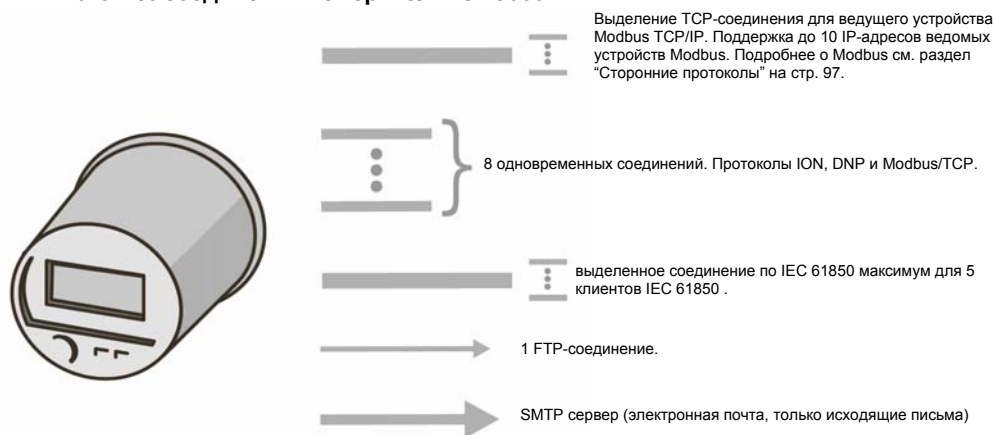 Выделение TCP-соединения для ведущего устройства
Modbus TCP/IP. Поддержка до 10 IP-адресов ведомых
устройств Modbus. Подробнее о Modbus см. раздел
“Сторонние протоколы” на стр. 97.
8 одновременных соединений. Протоколы ION, DNP и Modbus/TCP.
выделенное соединение по IEC 61850 максимум для 5
клиентов IEC 61850 .
1 FTP-соединение.
SMTP сервер (электронная почта, только исходящие письма)